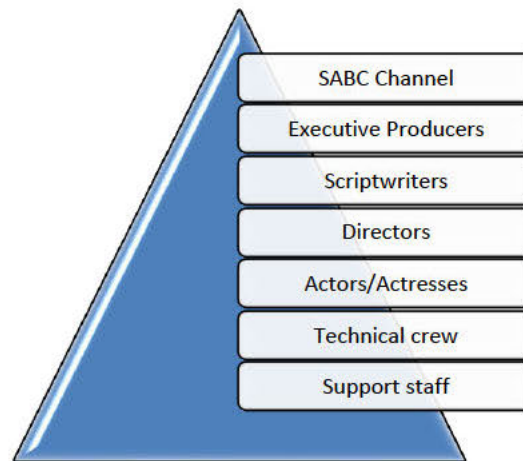 SABC Channel
Executive Producers
Scriptwriters
Directors
Actors/Actresses
Technical crew
Support staff